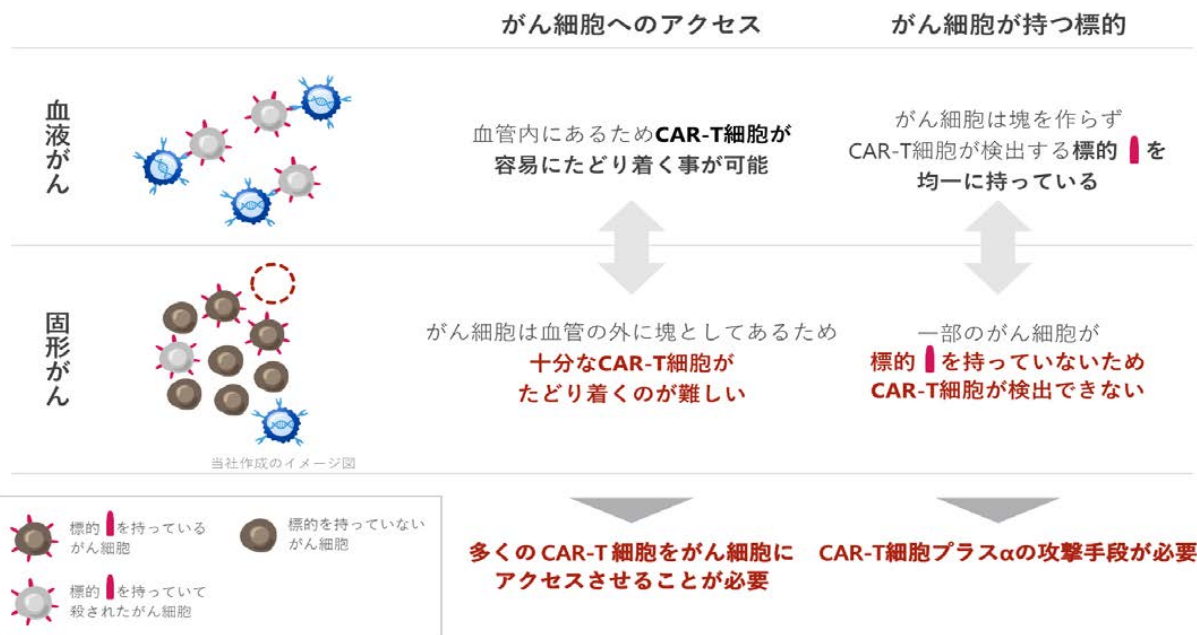 がん細胞へのアクセス
がん細胞が持つ標的
血液がん
血管内にあるためCAR-T細胞が
容易にたどり着く事が可能
がん細胞は塊を作らず
CAR-T細胞が検出する標的を
均一に持っている
固形がん
がん細胞は血管の外に塊としてあるため
十分なCAR-T細胞が
たどり着くのが難しい
一部のがん細胞が
標的を持っていないため
CAR-T細胞が検出できない
当社作成のイメージ図
標的を持っている
がん細胞
標的を持っていない
がん細胞
標的を持っていて
殺されたがん細胞
多くのCAR-T細胞をがん細胞に
アクセスさせることが必要
CAR-T細胞プラスαの攻撃手段が必要